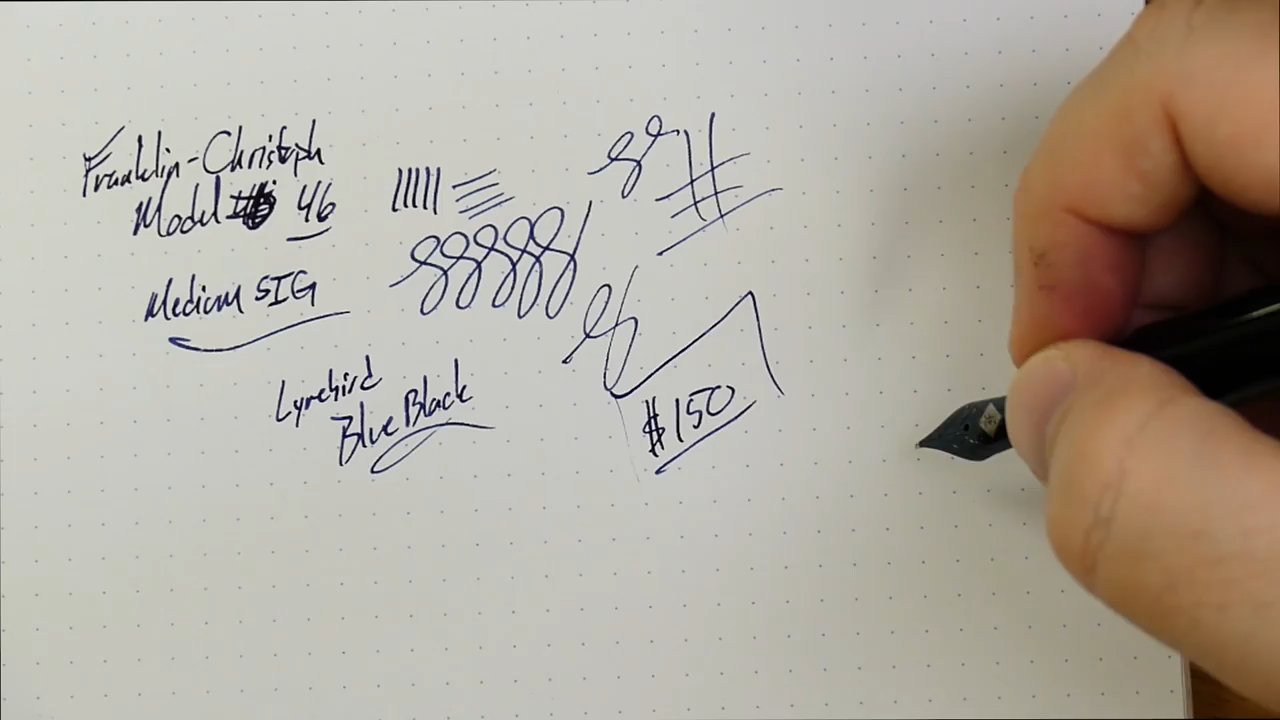 Franklin-Christoph
Model 46
Medium SIG
Lyrebird
Blue Black
$150